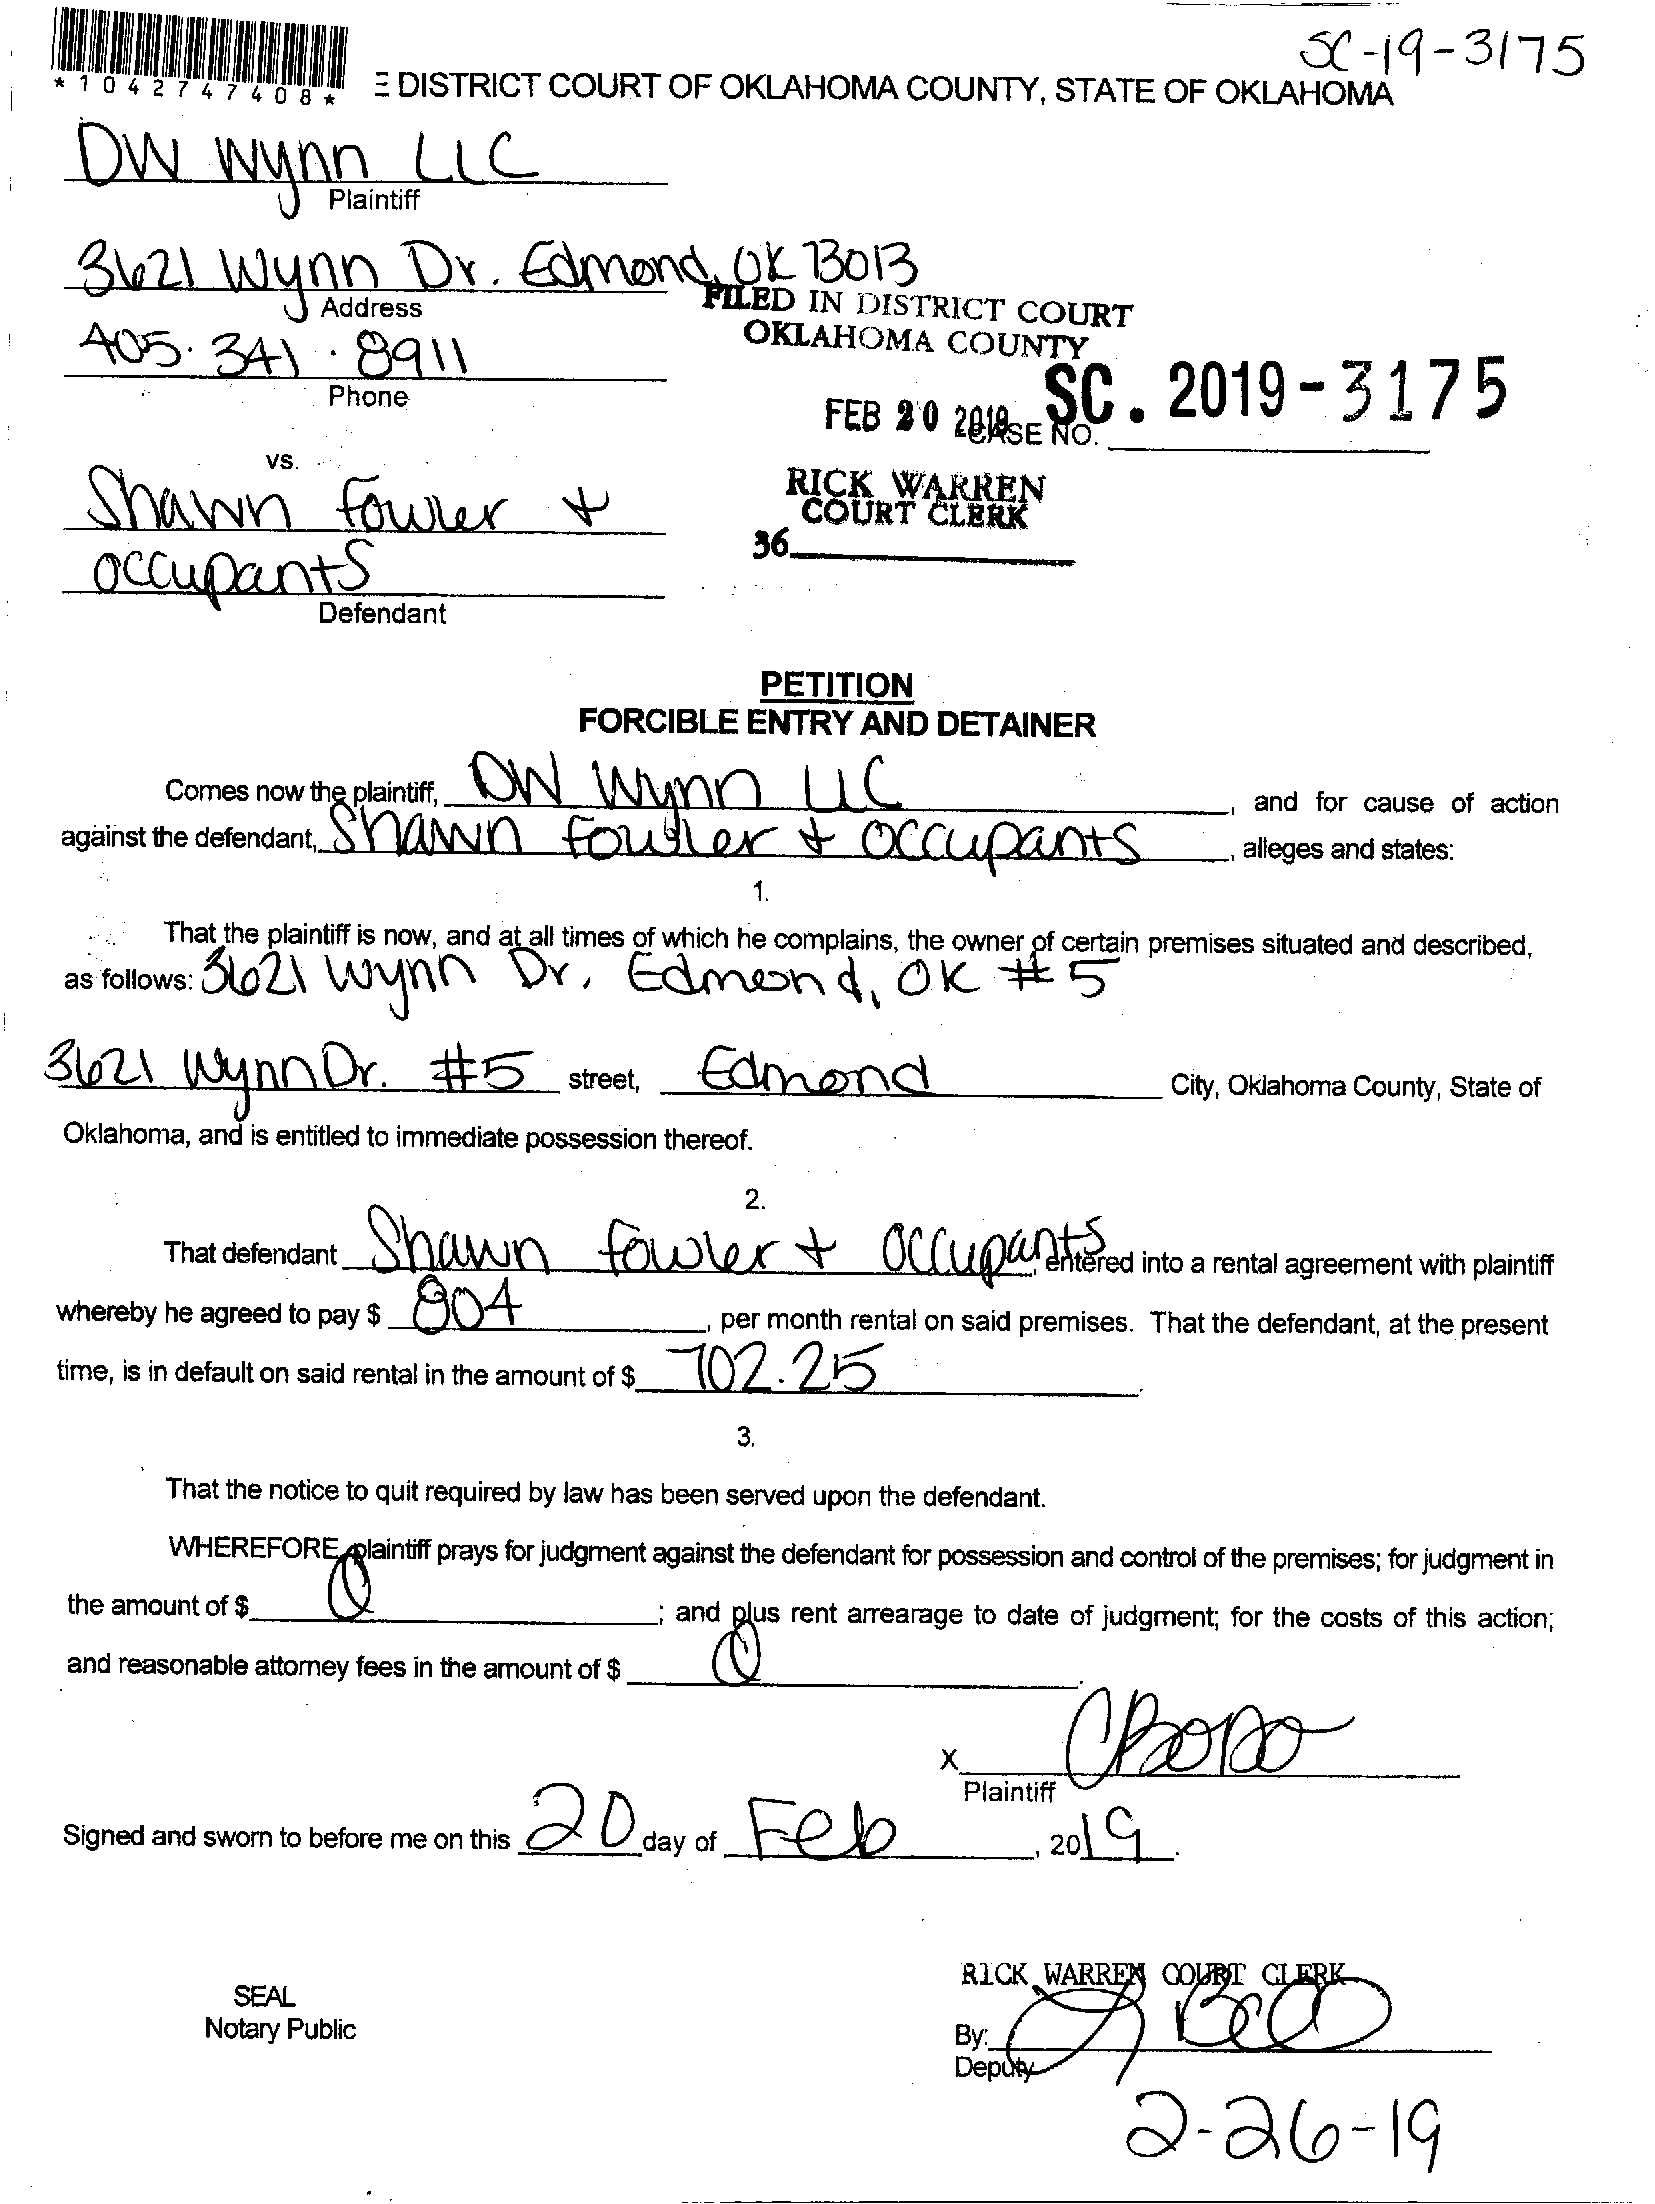 SC-19-3175
*1042747408*
E DISTRICT COURT OF OKLAHOMA COUNTY, STATE OF OKLAHOMA
DW Wynn LLC
Plaintiff
3621 Wynn Dr. Edmond, OK 73013
Address
FILED IN DISTRICT COURT
OKLAHOMA COUNTY
405.341.8911
Phone
FEB 20 2019
CASE NO. SC. 2019-3175
vs.
RICK WARREN
COURT CLERK
36
Shawn Fowler +
occupants
Defendant
PETITION
FORCIBLE ENTRY AND DETAINER
Comes now the plaintiff, DW Wynn LLC, and for cause of action
against the defendant, Shawn Fowler + occupants, alleges and states:
1.
That the plaintiff is now, and at all times of which he complains, the owner of certain premises situated and described,
as follows: 3621 Wynn Dr, Edmond, OK #5
3621 Wynn Dr. #5 street, Edmond City, Oklahoma County, State of
Oklahoma, and is entitled to immediate possession thereof.
2.
That defendant Shawn Fowler + occupants, entered into a rental agreement with plaintiff
whereby he agreed to pay $ 804, per month rental on said premises. That the defendant, at the present
time, is in default on said rental in the amount of $ 702.25.
3.
That the notice to quit required by law has been served upon the defendant.
WHEREFORE, plaintiff prays for judgment against the defendant for possession and control of the premises; for judgment in
the amount of $ 0; and plus rent arrearage to date of judgment; for the costs of this action;
and reasonable attorney fees in the amount of $ 0.
X
Plaintiff
Signed and sworn to before me on this 20 day of Feb, 2019.
SEAL
Notary Public
RICK WARREN COURT CLERK
By:
Deputy
2-26-19